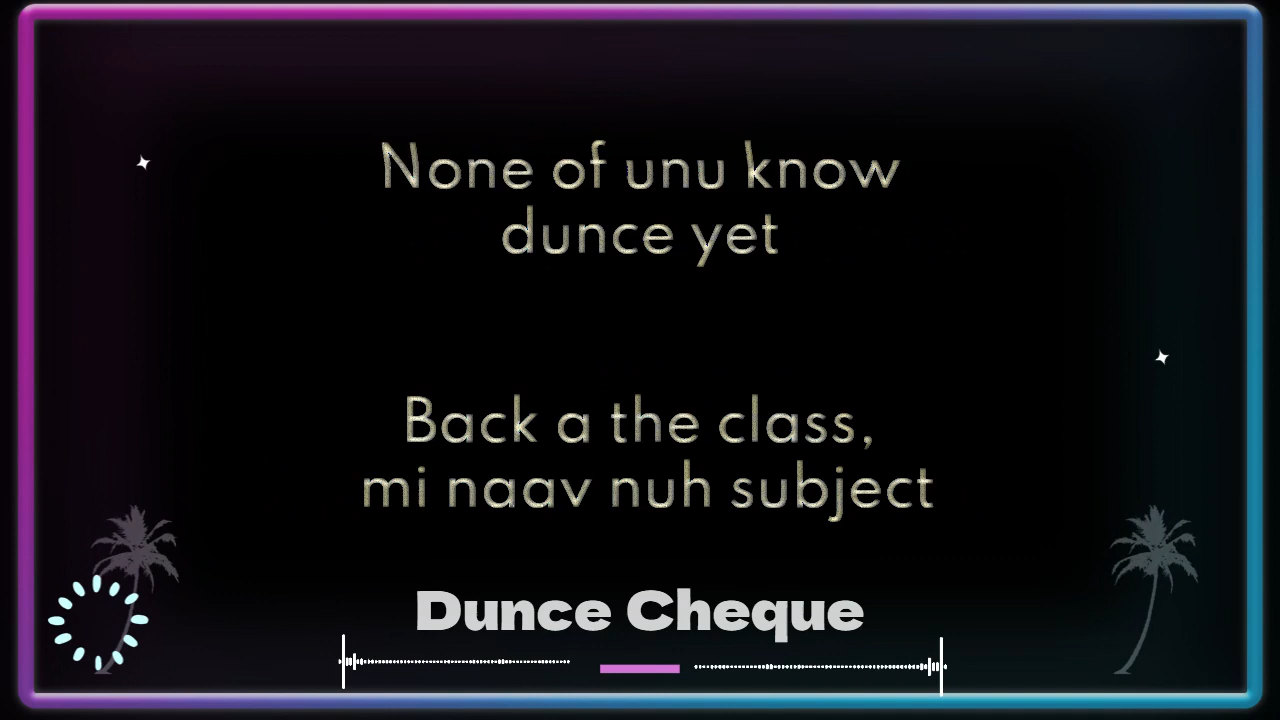 None of unu know
dunce yet
Back a the class,
mi naav nuh subject
Dunce Cheque